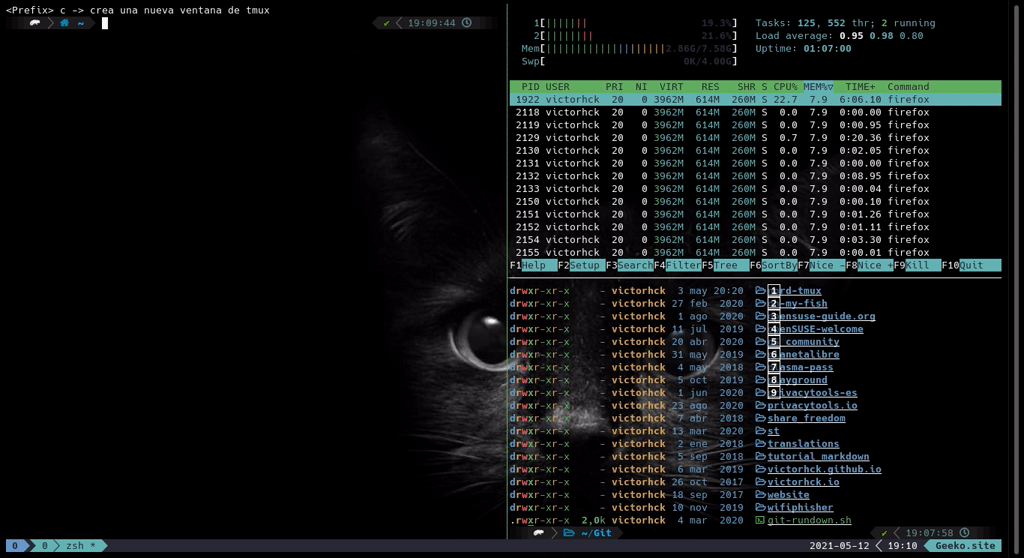 <Prefix> c -> crea una nueva ventana de tmux
~ ✔ 19:09:44
1[|||||||| 19.3%]
2[||||||||| 21.6%]
Mem[||||||||||||||||||||||2.86G/7.58G]
Swp[ 0K/4.00G]
Tasks: 125, 552 thr; 2 running
Load average: 0.95 0.98 0.80
Uptime: 01:07:00
PID USER PRI NI VIRT RES SHR S CPU% MEM%▽ TIME+ Command
1922 victorhck 20 0 3962M 614M 260M S 22.7 7.9 6:06.10 firefox
2118 victorhck 20 0 3962M 614M 260M S 0.0 7.9 0:00.00 firefox
2119 victorhck 20 0 3962M 614M 260M S 0.0 7.9 0:00.95 firefox
2129 victorhck 20 0 3962M 614M 260M S 0.7 7.9 0:20.36 firefox
2130 victorhck 20 0 3962M 614M 260M S 0.0 7.9 0:02.05 firefox
2131 victorhck 20 0 3962M 614M 260M S 0.0 7.9 0:00.00 firefox
2132 victorhck 20 0 3962M 614M 260M S 0.0 7.9 0:08.95 firefox
2133 victorhck 20 0 3962M 614M 260M S 0.0 7.9 0:00.04 firefox
2150 victorhck 20 0 3962M 614M 260M S 0.0 7.9 0:00.10 firefox
2151 victorhck 20 0 3962M 614M 260M S 0.0 7.9 0:01.26 firefox
2152 victorhck 20 0 3962M 614M 260M S 0.0 7.9 0:01.11 firefox
2154 victorhck 20 0 3962M 614M 260M S 0.0 7.9 0:03.30 firefox
2155 victorhck 20 0 3962M 614M 260M S 0.0 7.9 0:00.01 firefox
F1Help F2Setup F3SearchF4FilterF5Tree F6SortByF7Nice -F8Nice +F9Kill F10Quit
drwxr-xr-x - victorhck 3 may 20:20 1rd-tmux
drwxr-xr-x - victorhck 27 feb 2020 2-my-fish
drwxr-xr-x - victorhck 1 ago 2020 3ensuse-guide.org
drwxr-xr-x - victorhck 11 jul 2019 4enSUSE-welcome
drwxr-xr-x - victorhck 20 abr 2020 5_community
drwxr-xr-x - victorhck 31 may 2019 6anetalibre
drwxr-xr-x - victorhck 4 may 2018 7asma-pass
drwxr-xr-x - victorhck 5 oct 2019 8ayground
drwxr-xr-x - victorhck 1 jun 2020 9ivacytools-es
drwxr-xr-x - victorhck 23 ago 2020 privacytools.io
drwxr-xr-x - victorhck 7 abr 2018 share_freedom
drwxr-xr-x - victorhck 13 mar 2020 st
drwxr-xr-x - victorhck 2 ene 2018 translations
drwxr-xr-x - victorhck 5 sep 2018 tutorial_markdown
drwxr-xr-x - victorhck 6 mar 2019 victorhck.github.io
drwxr-xr-x - victorhck 26 oct 2017 victorhck.io
drwxr-xr-x - victorhck 18 sep 2017 website
drwxr-xr-x - victorhck 10 nov 2019 wifiphisher
.rwxr-xr-x 2,0k victorhck 4 mar 2020 git-rundown.sh
~/Git ✔ 19:07:58
0 0 zsh * 2021-05-12 19:10 Geeko.site